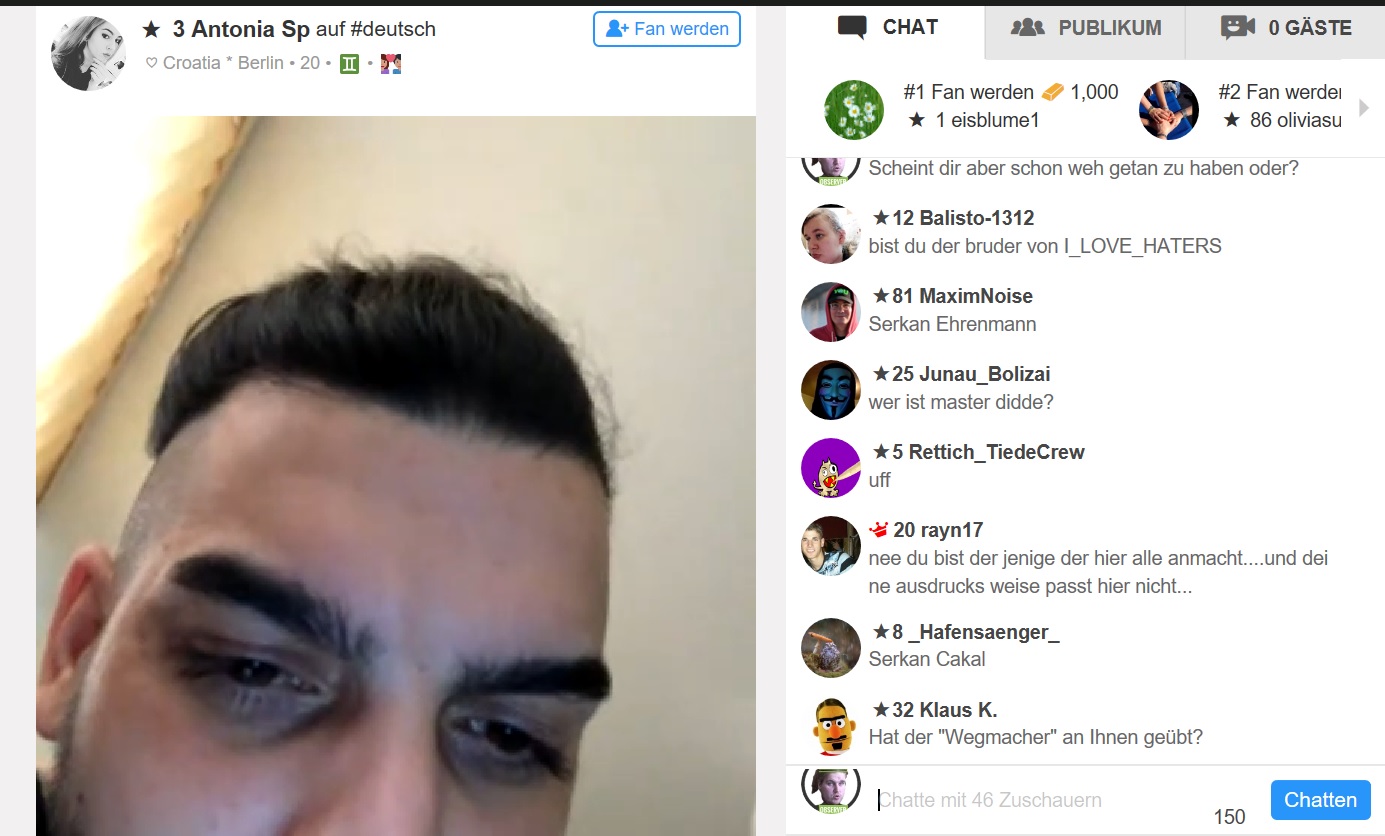 ★ 3 Antonia Sp auf #deutsch
Fan werden
Croatia * Berlin • 20 • ♊ •
CHAT
PUBLIKUM
0 GÄSTE
#1 Fan werden 1,000
★ 1 eisblume1
#2 Fan werder
★ 86 oliviasu
Scheint dir aber schon weh getan zu haben oder?
★12 Balisto-1312
bist du der bruder von I_LOVE_HATERS
★81 MaximNoise
Serkan Ehrenmann
★25 Junau_Bolizai
wer ist master didde?
★5 Rettich_TiedeCrew
uff
20 rayn17
nee du bist der jenige der hier alle anmacht....und dei
ne ausdrucks weise passt hier nicht...
★8 _Hafensaenger_
Serkan Cakal
★32 Klaus K.
Hat der "Wegmacher" an Ihnen geübt?
OBSERVER
Chatte mit 46 Zuschauern
150
Chatten